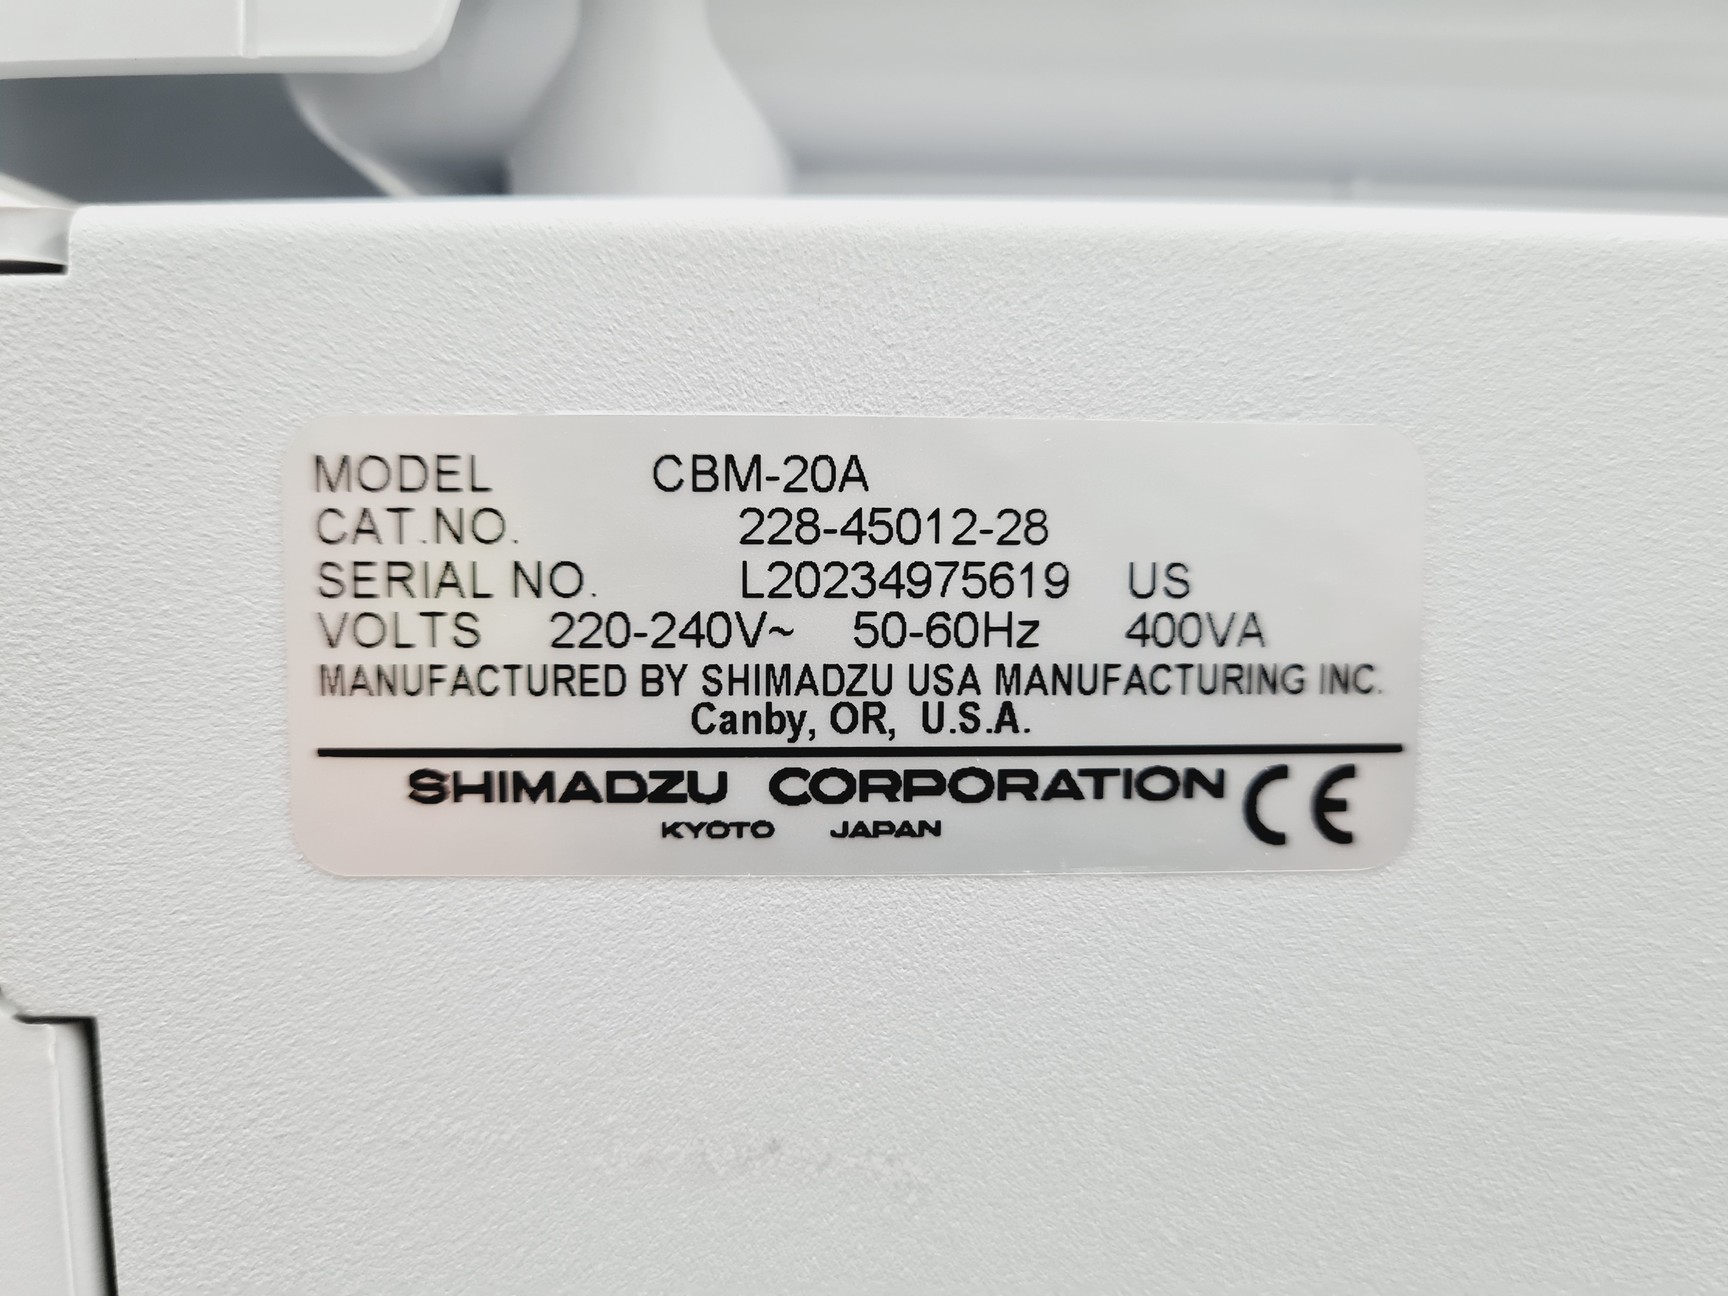 MODEL CBM-20A
CAT.NO. 228-45012-28
SERIAL NO. L20234975619 US
VOLTS 220-240V~ 50-60Hz 400VA
MANUFACTURED BY SHIMADZU USA MANUFACTURING INC.
Canby, OR, U.S.A.
SHIMADZU CORPORATION CE
KYOTO JAPAN